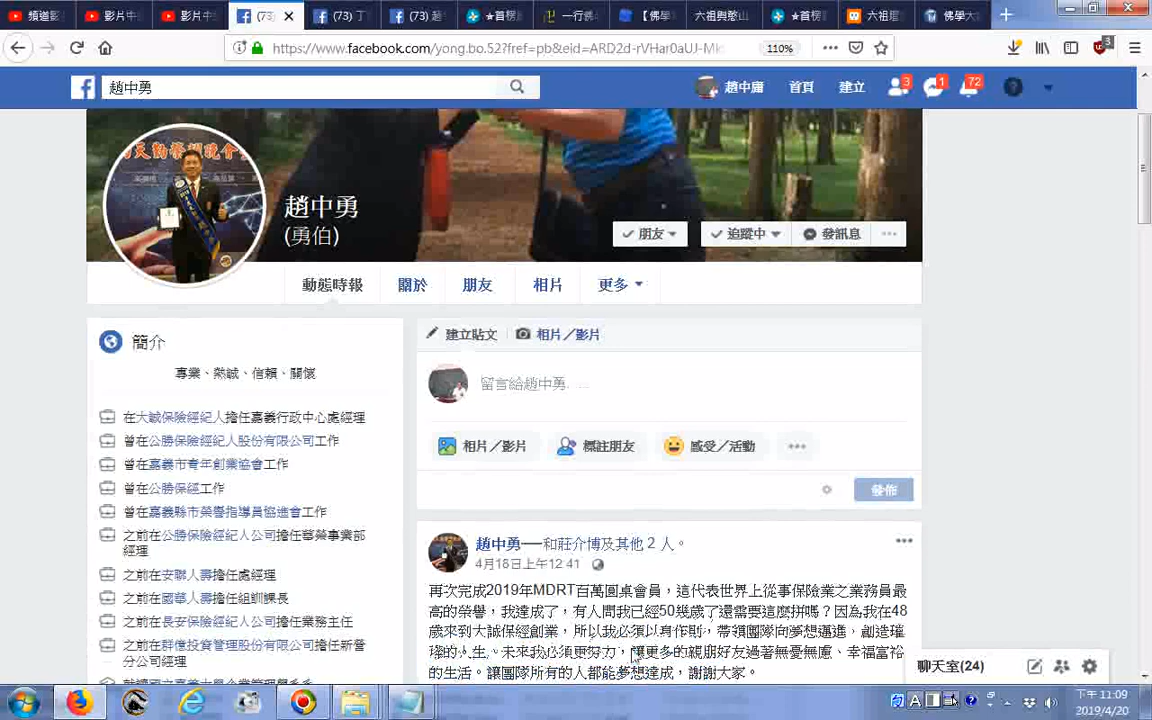 頻道影
影片中
影片中
(73)
(73) 丁
(73) 趙
★首楞
一行佛
【佛學
六祖與憨山
★首楞
六祖壇
佛學大
https://www.facebook.com/yong.bo.52?fref=pb&eid=ARD2d-rVHar0aUJ-Mk
110%
3
趙中勇
趙中庸
首頁
建立
3
1
72
天勤榮耀晚會
趙中勇
(勇伯)
朋友
追蹤中
發訊息
動態時報
關於
朋友
相片
更多
簡介
專業、熱誠、信賴、關懷
在大誠保險經紀人擔任嘉義行政中心處經理
曾在公勝保險經紀人股份有限公司工作
曾在嘉義市青年創業協會工作
曾在公勝保經工作
曾在嘉義縣市榮譽指導員協進會工作
之前在公勝保險經紀人公司擔任華榮事業部
經理
之前在安聯人壽擔任處經理
之前在國華人壽擔任組訓課長
之前在長安保險經紀人公司擔任業務主任
之前在群億投資管理股份有限公司擔任新營
分公司經理
建立貼文
相片／影片
留言給趙中勇. ...
相片／影片
標註朋友
感受／活動
發佈
趙中勇──和莊介博及其他 2 人。
4月18日上午12:41
再次完成2019年MDRT百萬圓桌會員，這代表世界上從事保險業之業務員最
高的榮譽，我達成了，有人問我已經50幾歲了還需要這麼拼嗎？因為我在48
歲來到大誠保經創業，所以我必須以身作則，帶領團隊向夢想邁進，創造璀
璨的人生。未來我必須更努力，讓更多的親朋好友過著無憂無慮、幸福富裕
的生活。讓團隊所有的人都能夢想達成，謝謝大家。
聊天室(24)
下午 11:09
2019/4/20